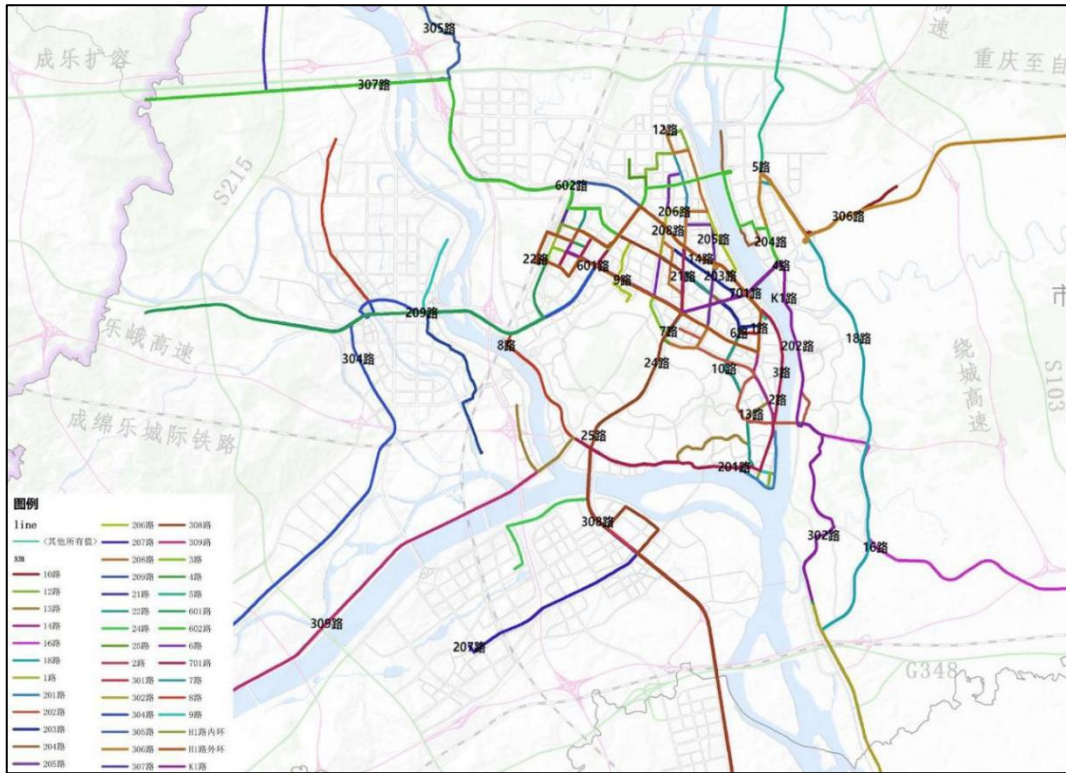 305路
成乐扩容
重庆至自
高速
307路
S215
12路
5路
602路
306路
206路
208路
205路
204路
22路
601路
14路
4路
9路
21路
203路
701路
K1路
市
209路
7路
6路
1路
18路
乐峨高速
8路
202路
304路
24路
10路
3路
绕城高速
S103
2路
成绵乐城际铁路
13路
25路
201路
308路
302路
16路
309路
207路
G348
图例
line
<其他所有值>
xm
10路
12路
13路
14路
16路
18路
1路
201路
202路
203路
204路
205路
206路
207路
208路
209路
21路
22路
24路
25路
2路
301路
302路
304路
305路
306路
307路
308路
309路
3路
4路
5路
601路
602路
6路
701路
7路
8路
9路
H1路内环
H1路外环
K1路